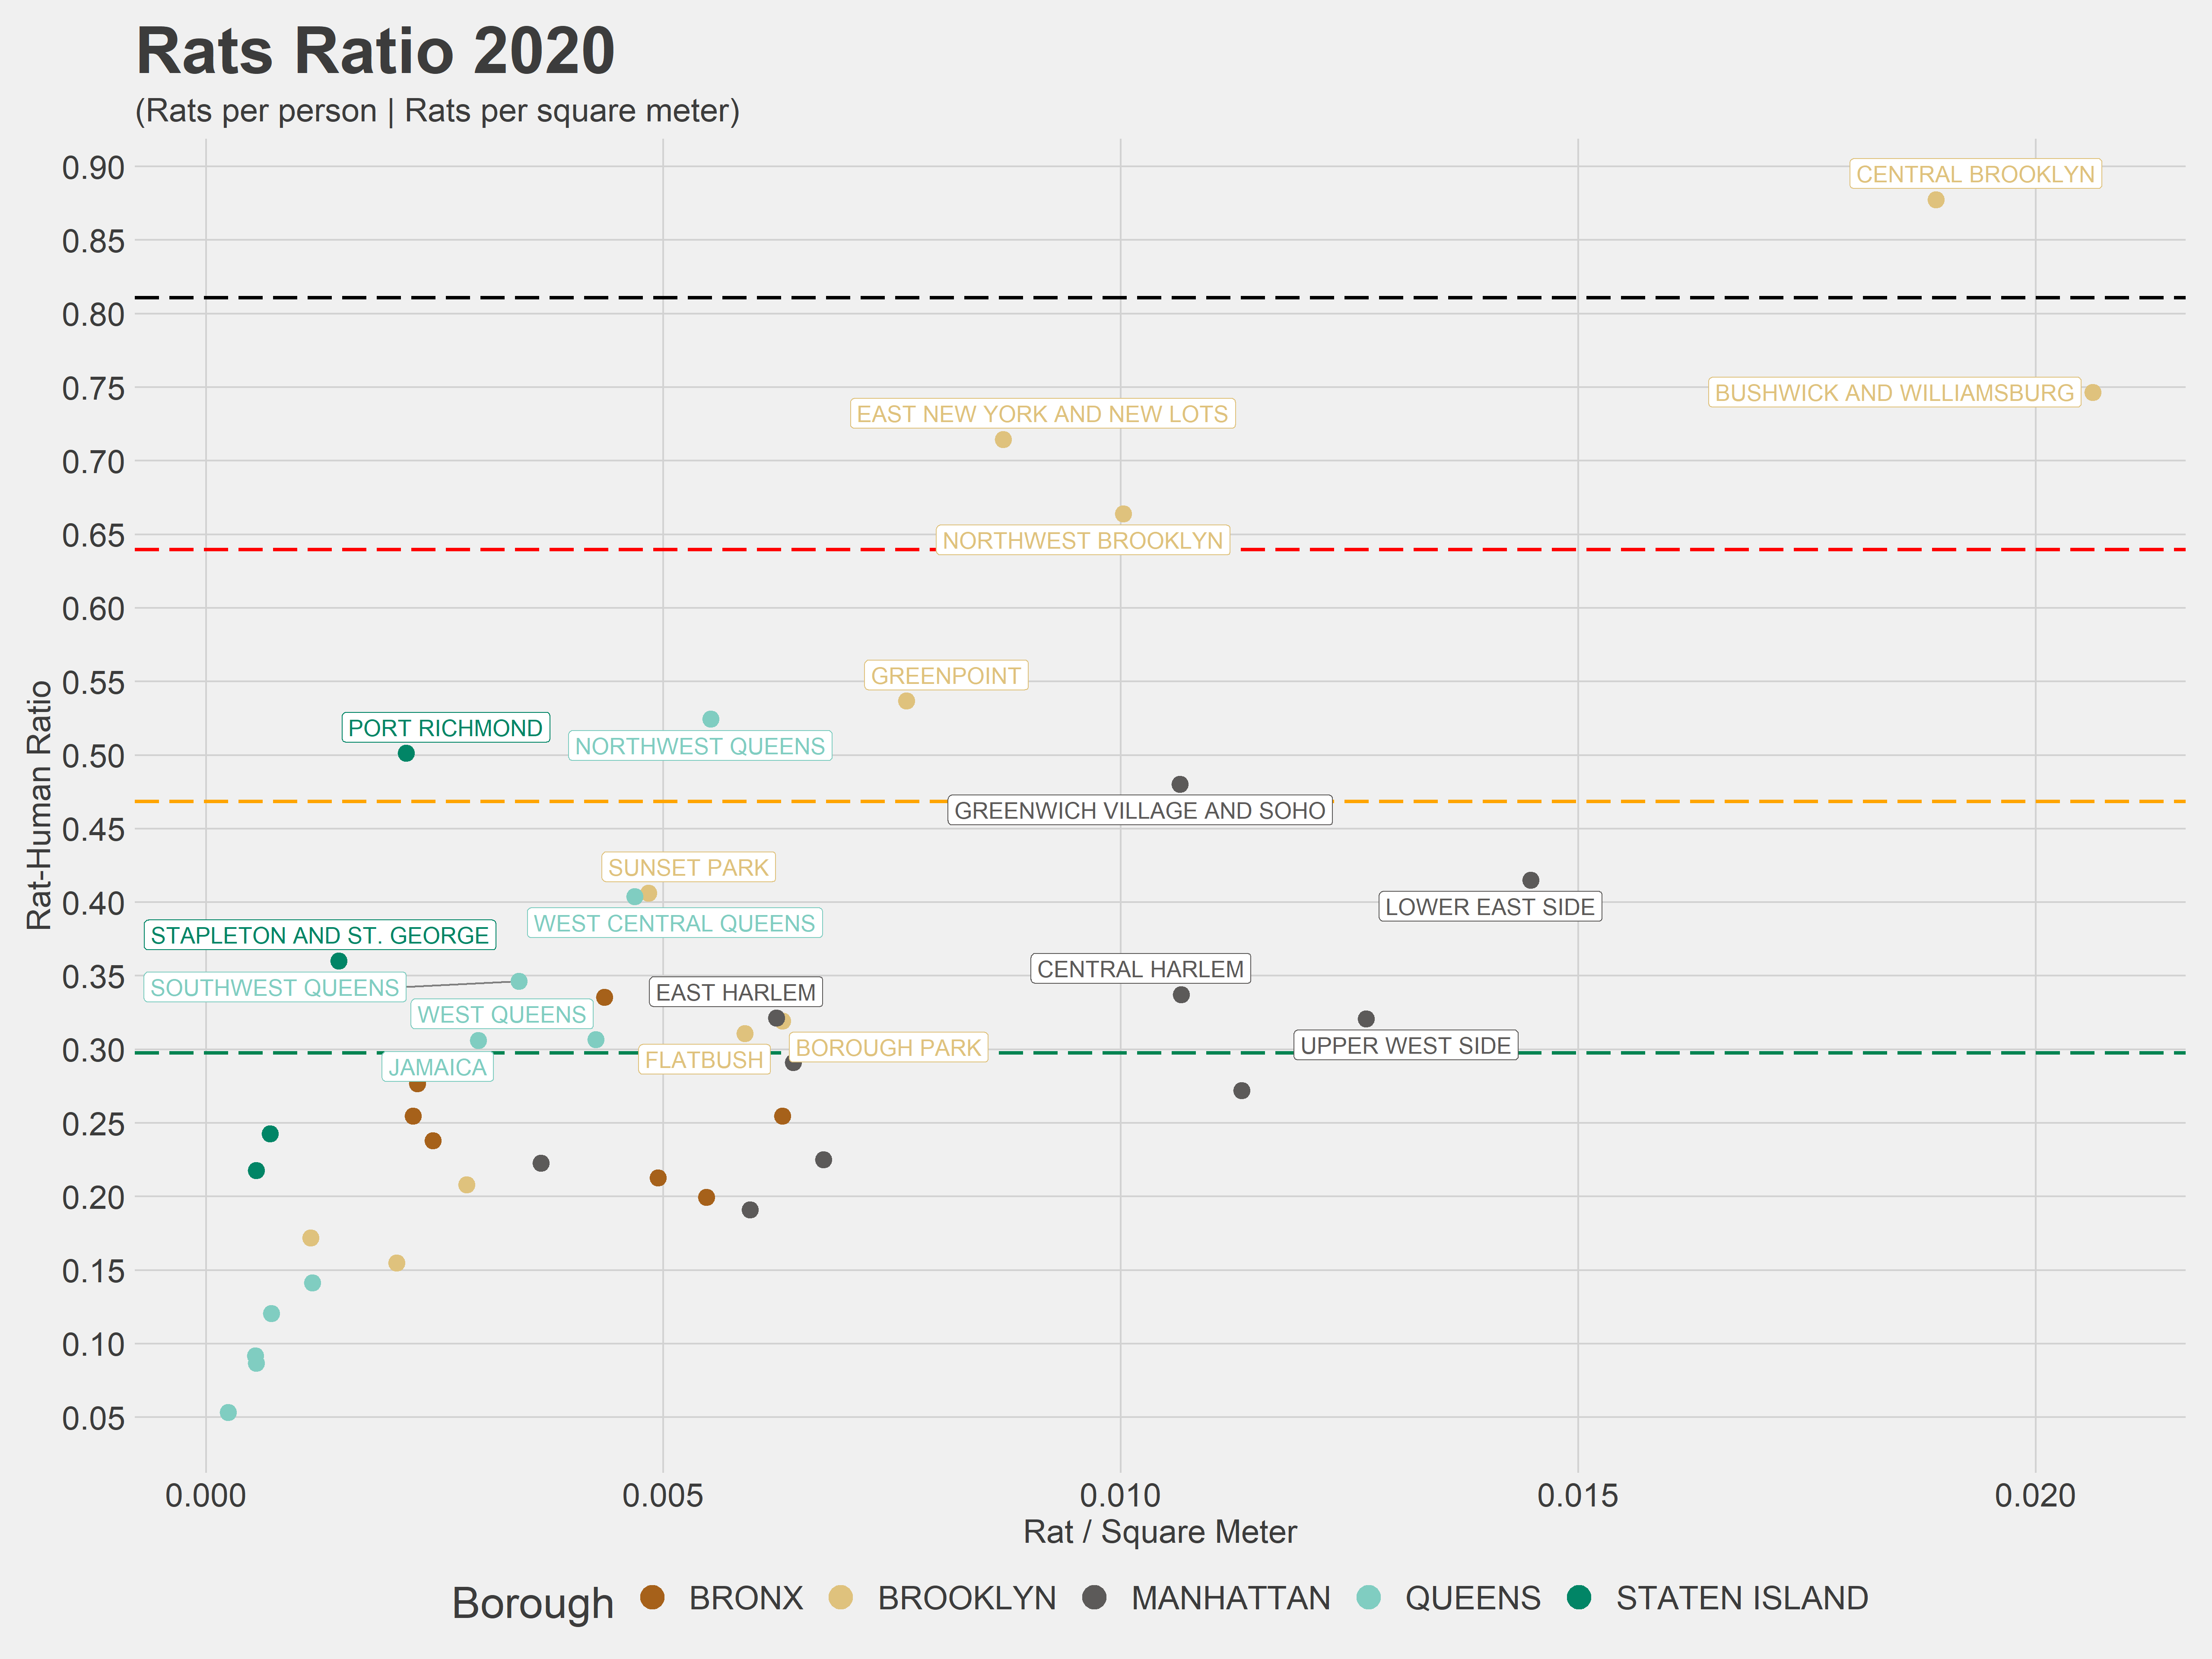 Rats Ratio 2020
(Rats per person | Rats per square meter)
0.90
0.85
0.80
0.75
0.70
0.65
0.60
0.55
0.50
0.45
0.40
0.35
0.30
0.25
0.20
0.15
0.10
0.05
Rat-Human Ratio
CENTRAL BROOKLYN
BUSHWICK AND WILLIAMSBURG
EAST NEW YORK AND NEW LOTS
NORTHWEST BROOKLYN
GREENPOINT
PORT RICHMOND
NORTHWEST QUEENS
GREENWICH VILLAGE AND SOHO
SUNSET PARK
LOWER EAST SIDE
WEST CENTRAL QUEENS
STAPLETON AND ST. GEORGE
CENTRAL HARLEM
SOUTHWEST QUEENS
EAST HARLEM
WEST QUEENS
UPPER WEST SIDE
BOROUGH PARK
FLATBUSH
JAMAICA
0.000
0.005
0.010
0.015
0.020
Rat / Square Meter
Borough BRONX BROOKLYN MANHATTAN QUEENS STATEN ISLAND